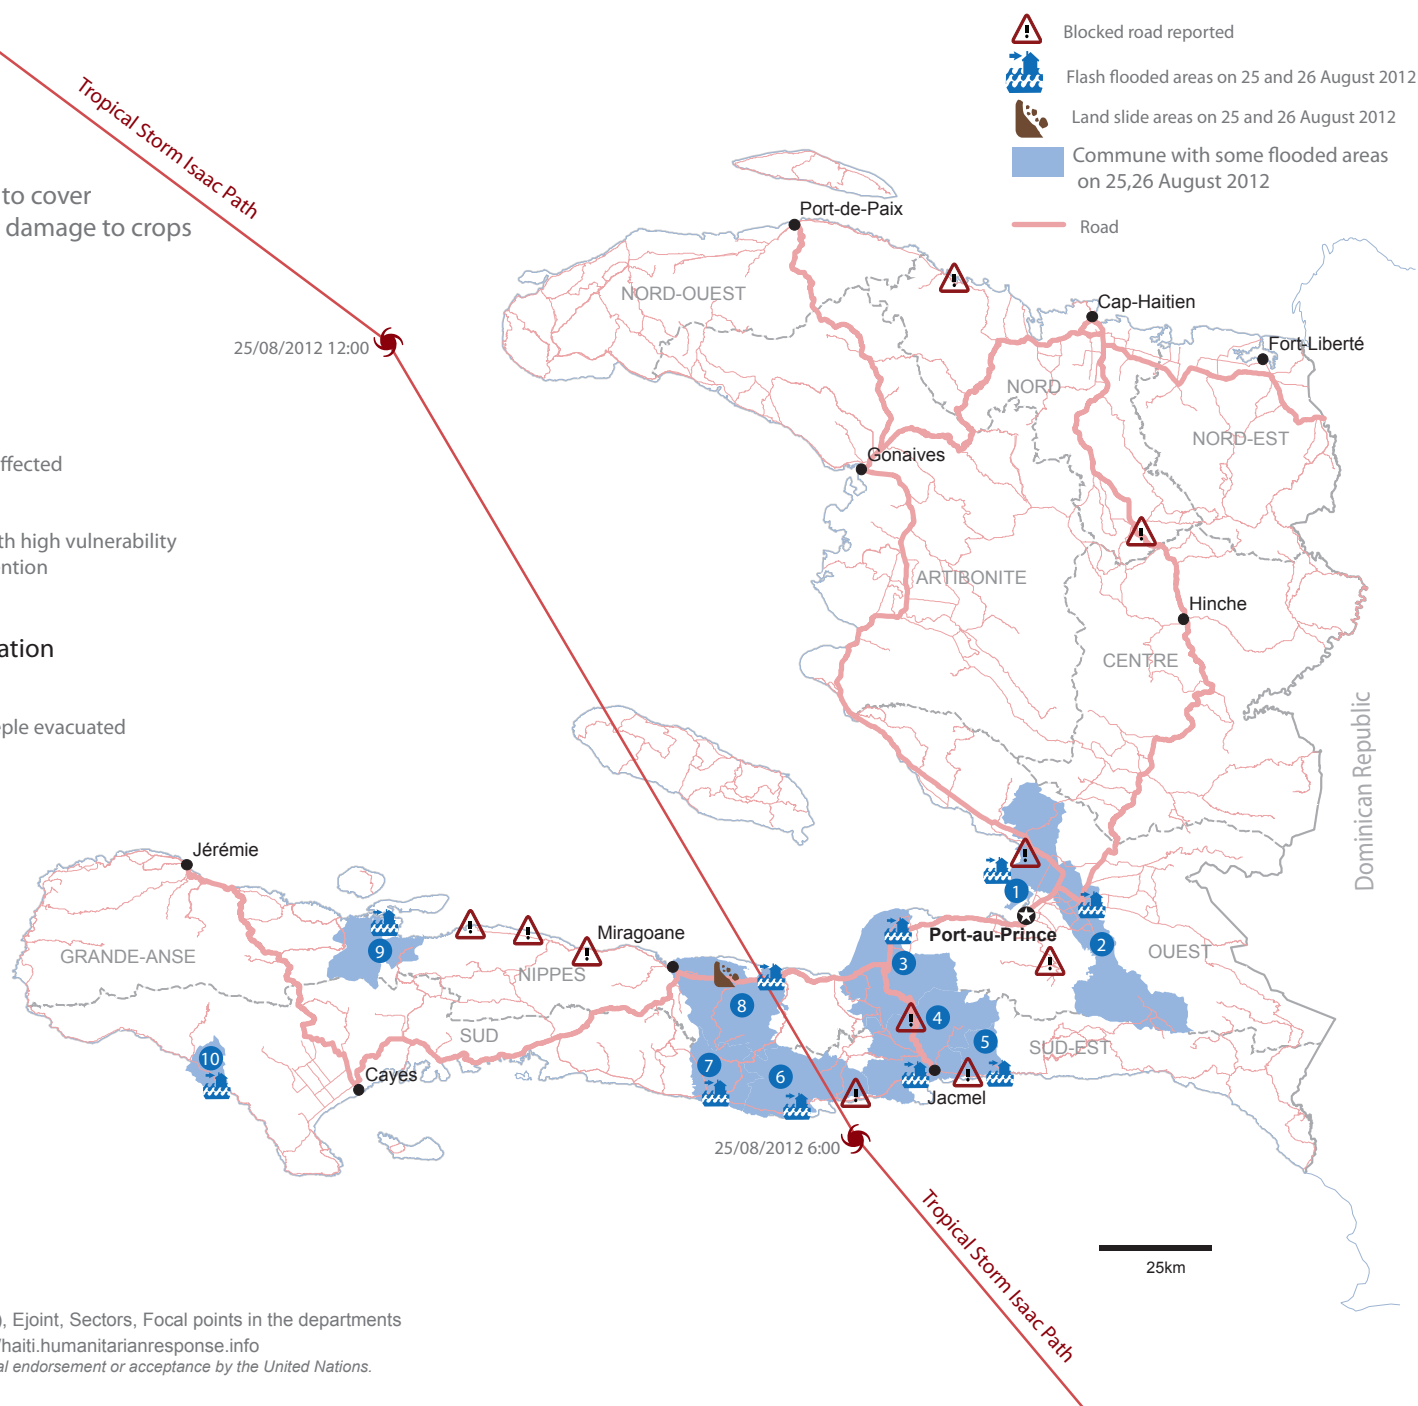 Blocked road reported
Flash flooded areas on 25 and 26 August 2012
Land slide areas on 25 and 26 August 2012
Commune with some flooded areas
on 25,26 August 2012
Road
Tropical Storm Isaac Path
to cover
damage to crops
25/08/2012 12:00
ffected
th high vulnerability
ention
ation
ple evacuated
Port-de-Paix
NORD-OUEST
Cap-Haitien
Fort-Liberté
NORD
NORD-EST
Gonaives
ARTIBONITE
Hinche
CENTRE
Dominican Republic
Jérémie
1
Port-au-Prince
2
OUEST
Miragoane
3
GRANDE-ANSE
9
NIPPES
8
4
SUD
5
SUD-EST
10
7
6
Cayes
Jacmel
25/08/2012 6:00
Tropical Storm Isaac Path
25km
), Ejoint, Sectors, Focal points in the departments
/haiti.humanitarianresponse.info
al endorsement or acceptance by the United Nations.